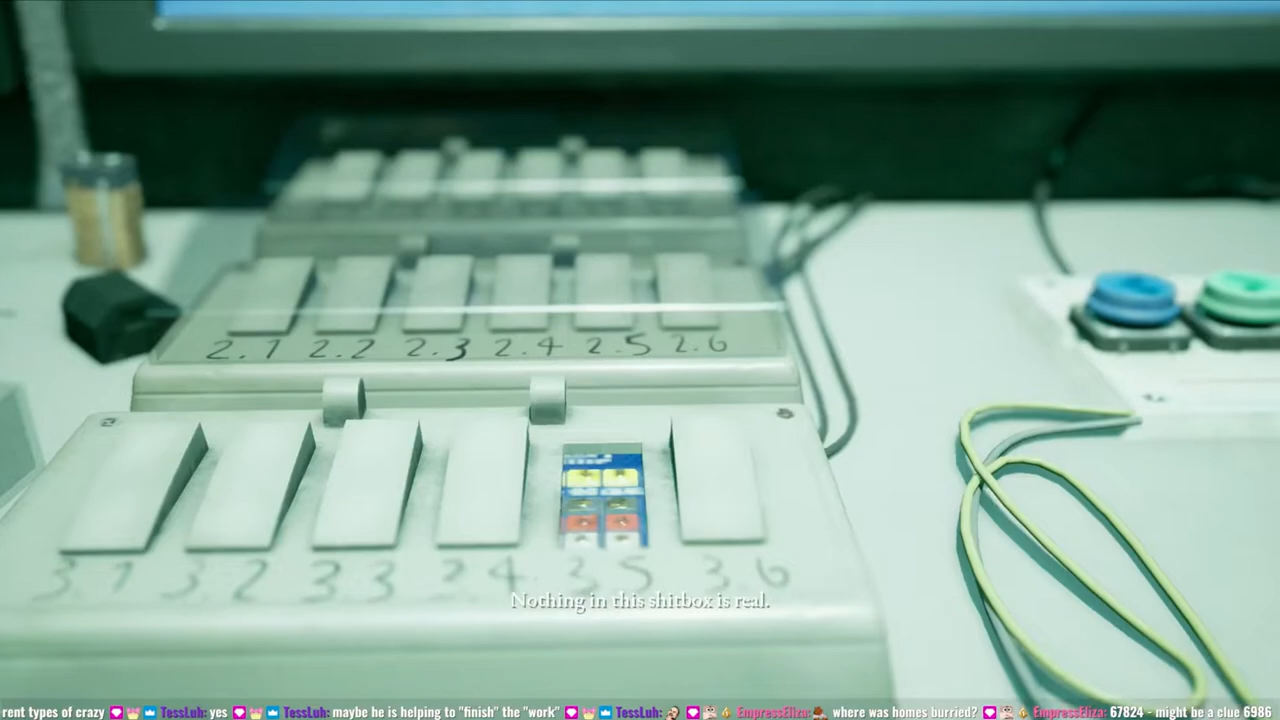 2.1 2.2 2.3 2.4 2.5 2.6
3 1 3 2 3 3 3 4 3 5 3 6
Nothing in this shitbox is real.
rent types of crazy TessLuh: yes TessLuh: maybe he is helping to "finish" the "work" TessLuh: EmpressEliza: where was homes burried? EmpressEliza: 67824 - might be a clue 6986